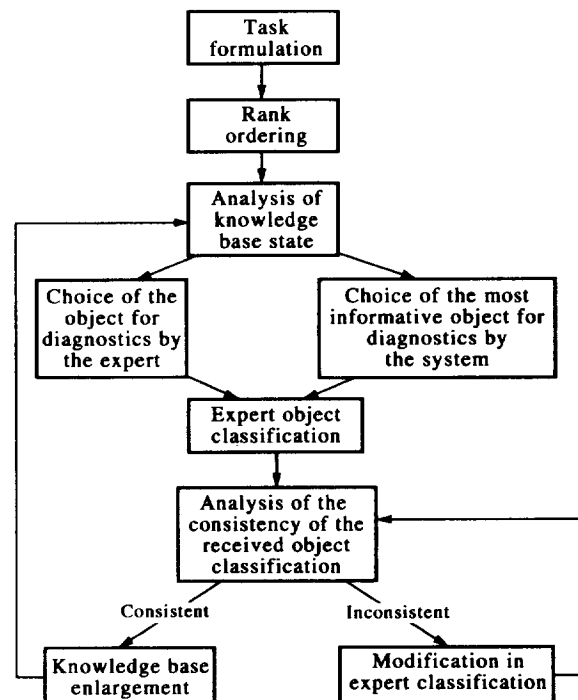 Task
formulation
Rank
ordering
Analysis of
knowledge
base state
Choice of the
object for
diagnostics by
the expert
Choice of the most
informative object for
diagnostics by
the system
Expert object
classification
Analysis of the
consistency of the
received object
classification
Consistent
Inconsistent
Knowledge base
enlargement
Modification in
expert classification